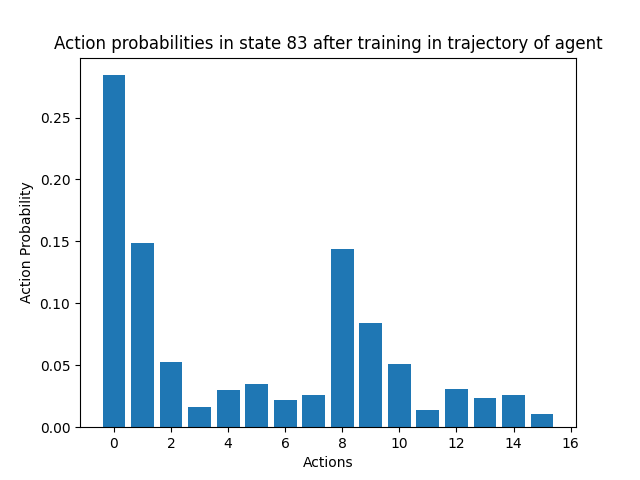 Action probabilities in state 83 after training in trajectory of agent
Action Probability
0.25
0.20
0.15
0.10
0.05
0.00
0 2 4 6 8 10 12 14 16
Actions